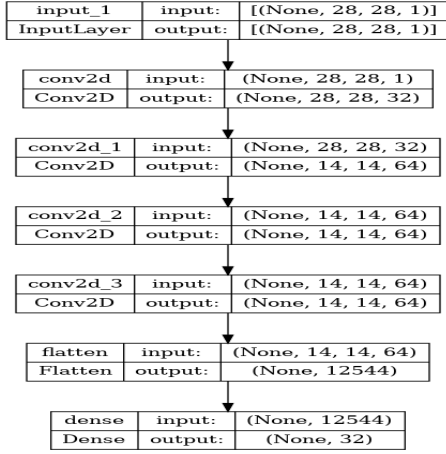 input_1 input: [(None, 28, 28, 1)]
InputLayer output: [(None, 28, 28, 1)]
conv2d input: (None, 28, 28, 1)
Conv2D output: (None, 28, 28, 32)
conv2d_1 input: (None, 28, 28, 32)
Conv2D output: (None, 14, 14, 64)
conv2d_2 input: (None, 14, 14, 64)
Conv2D output: (None, 14, 14, 64)
conv2d_3 input: (None, 14, 14, 64)
Conv2D output: (None, 14, 14, 64)
flatten input: (None, 14, 14, 64)
Flatten output: (None, 12544)
dense input: (None, 12544)
Dense output: (None, 32)